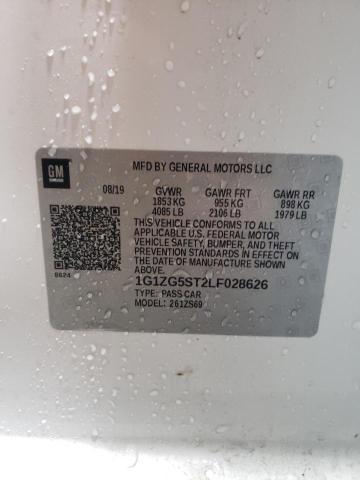 GM
MFD BY GENERAL MOTORS LLC
08/19 GVWR GAWR FRT GAWR RR
1853 KG 955 KG 898 KG
4085 LB 2106 LB 1979 LB
THIS VEHICLE CONFORMS TO ALL
APPLICABLE U.S. FEDERAL MOTOR
VEHICLE SAFETY, BUMPER, AND THEFT
PREVENTION STANDARDS IN EFFECT ON
THE DATE OF MANUFACTURE SHOWN ABOVE.
8624
1G1ZG5ST2LF028626
TYPE: PASS CAR
MODEL: 261ZS69